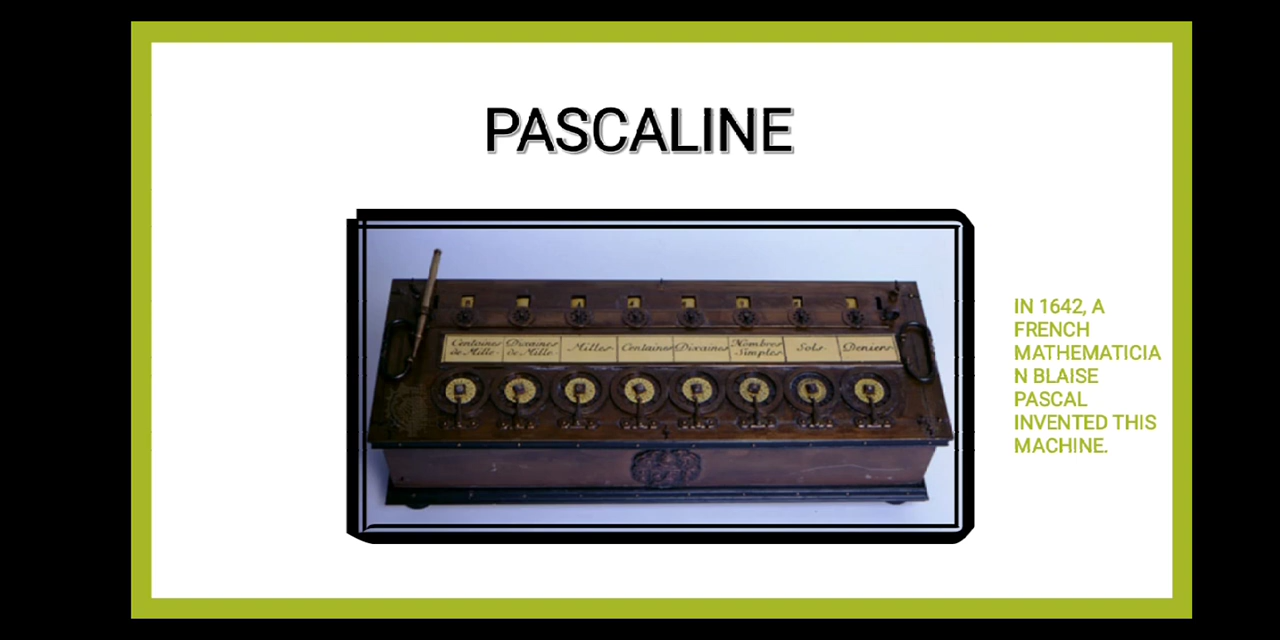 PASCALINE
Centaines Dixaines Nombres
de Mille de Mille Milles Centaines Dixaines Simples Sols Deniers
IN 1642, A
FRENCH
MATHEMATICIA
N BLAISE
PASCAL
INVENTED THIS
MACHINE.